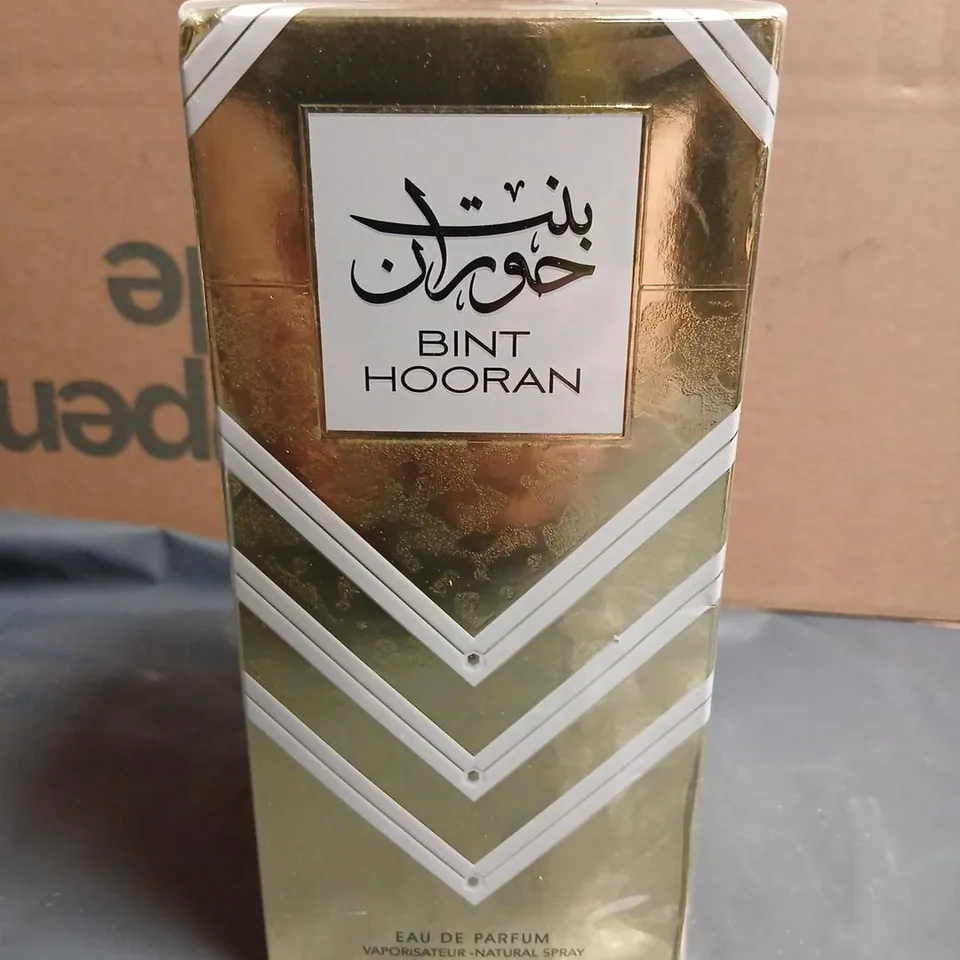 بنت
حوران
BINT
HOORAN
EAU DE PARFUM
VAPORISATEUR -NATURAL SPRAY